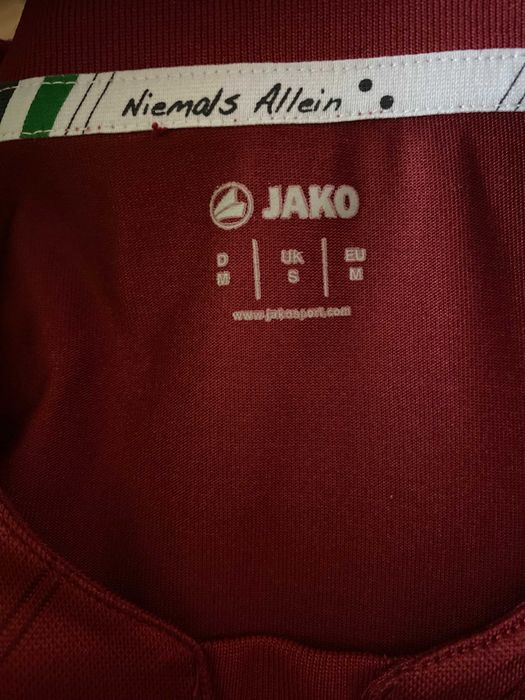 Niemals Allein
JAKO
D UK EU
M S M
www.jakosport.com